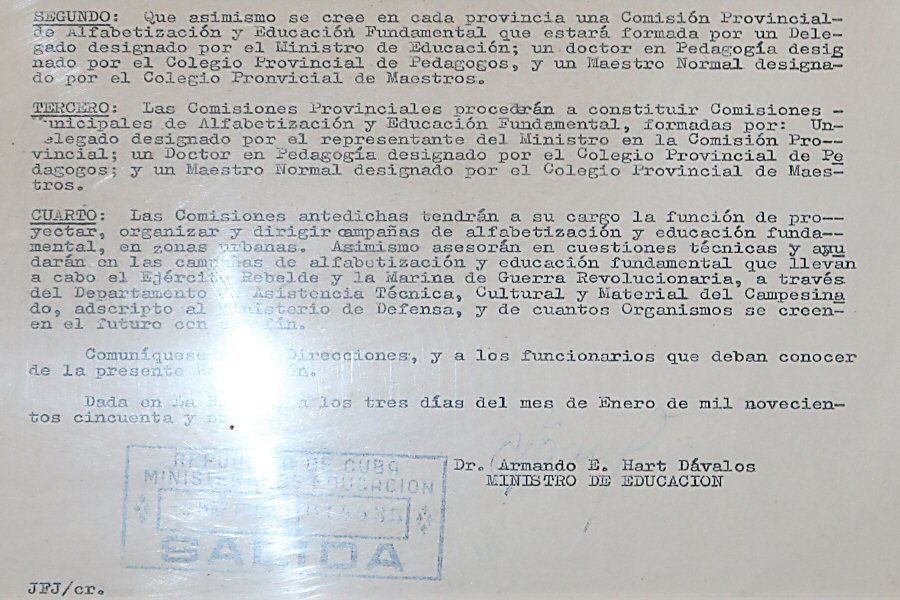 SEGUNDO: Que asimismo se cree en cada provincia una Comisión Provincial-
de Alfabetización y Educación Fundamental que estará formada por un Dele-
gado designado por el Ministro de Educación; un doctor en Pedagogía desig
nado por el Colegio Provincial de Pedagogos, y un Maestro Normal designa-
do por el Colegio Pronvicial de Maestros.
TERCERO: Las Comisiones Provinciales procedrán a constituir Comisiones -
unicipales de Alfabetización y Educación Fundamental, formadas por: Un-
elegado designado por el representante del Ministro en la Comisión Pro--
vincial; un Doctor en Pedagogía designado por el Colegio Provincial de Pe
dagogos; y un Maestro Normal designado por el Colegio Provincial de Maes-
tros.
CUARTO: Las Comisiones antedichas tendrán a su cargo la función de pro--
yectar, organizar y dirigir campañas de alfabetización y educación funda--
mental, en zonas urbanas. Asimismo asesorán en cuestiones técnicas y ayu
darán en las campañas de alfabetización y educación fundamental que llevan
a cabo el Ejército Rebelde y la Marina de Guerra Revolucionaria, a través
del Departamento Asistencia Técnica, Cultural y Material del Campesina
do, adscripto al Ministerio de Defensa, y de cuantos Organismos se creen-
en el futuro con fin.
Comuníquese Direcciones, y a los funcionarios que deban conocer
de la presente
Dada en La a los tres días del mes de Enero de mil novecien-
tos cincuenta y
REPUBLICA DE CUBA
MINISTERIO DE EDUCACION
SALIDA
Dr. Armando E. Hart Dávalos
MINISTRO DE EDUCACION
JFJ/cr.